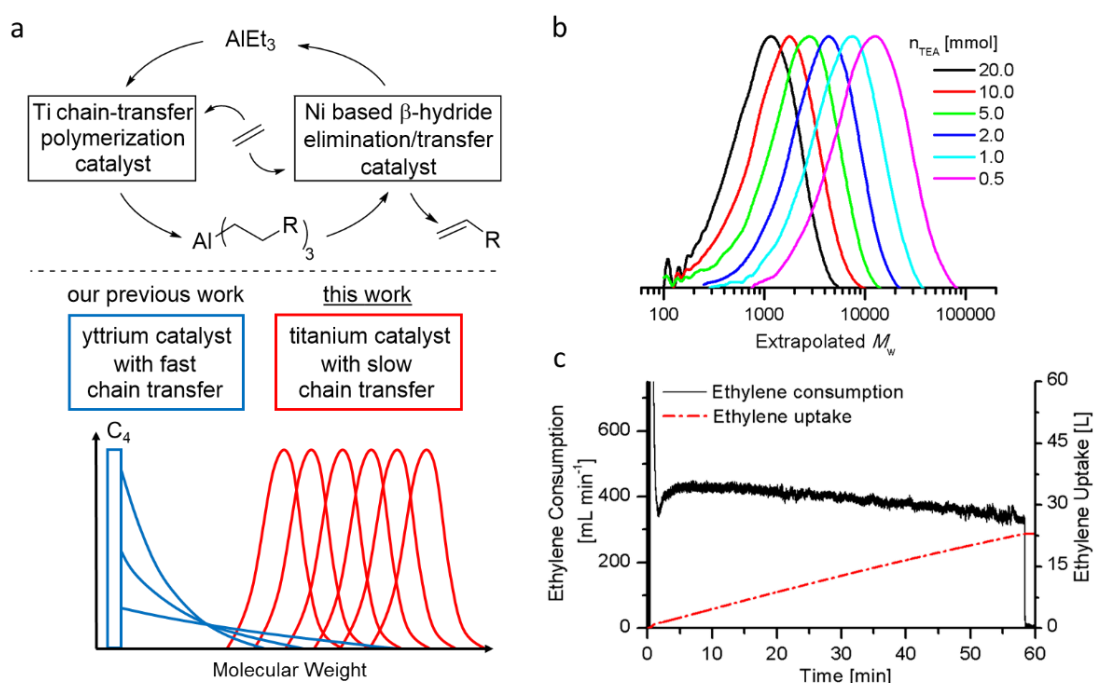 a
AlEt3
Ti chain-transfer
polymerization
catalyst
Ni based β-hydride
elimination/transfer
catalyst
Al
R
3
R
our previous work
yttrium catalyst
with fast
chain transfer
this work
titanium catalyst
with slow
chain transfer
C4
Molecular Weight
b
nTEA [mmol]
20.0
10.0
5.0
2.0
1.0
0.5
100 1000 10000 100000
Extrapolated Mw
c
Ethylene consumption
Ethylene uptake
Ethylene Consumption
[mL min-1]
600
400
200
0
60
45
30
15
0
Ethylene Uptake [L]
0 10 20 30 40 50 60
Time [min]